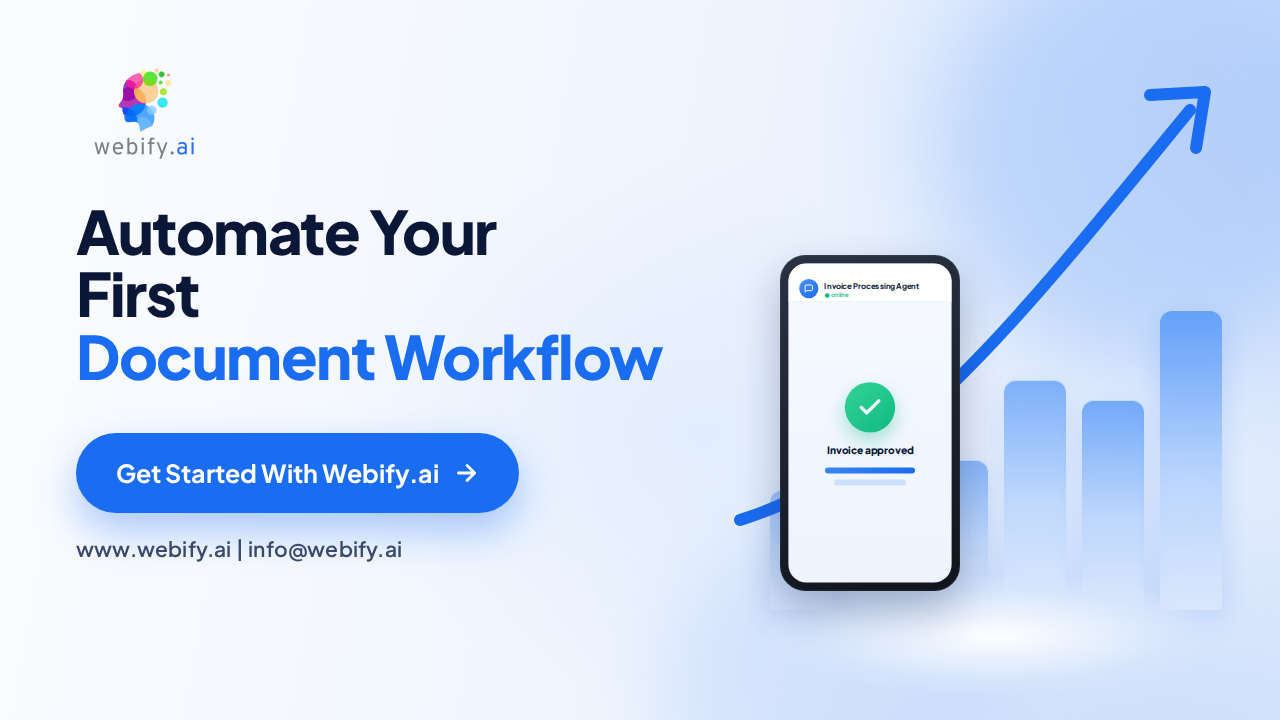 webify.ai
Automate Your
First
Document Workflow
Get Started With Webify.ai
www.webify.ai | info@webify.ai
Invoice Processing Agent
online
Invoice approved